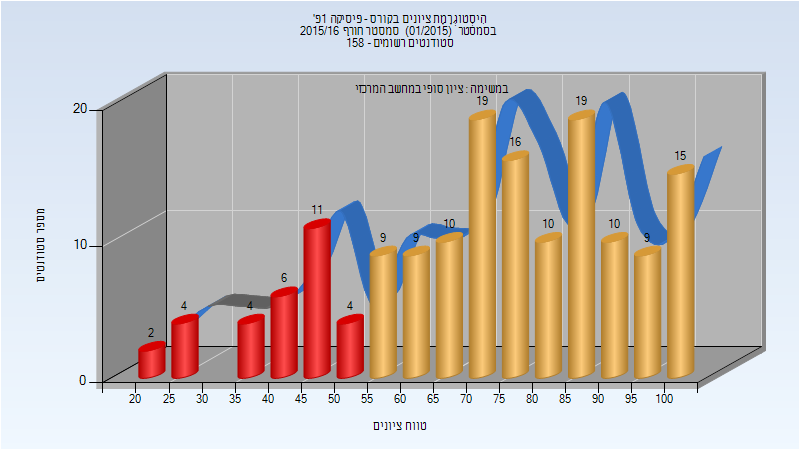 היסטוגרמת ציונים בקורס - פיסיקה 1פ'
בסמסטר (01/2015) סמסטר חורף 2015/16
סטודנטים רשומים - 158
במשימה : ציון סופי במחשב המרכזי
מספר סטודנטים
20
10
0
2
4
4
6
11
4
9
9
10
19
16
10
19
10
9
15
20 25 30 35 40 45 50 55 60 65 70 75 80 85 90 95 100
טווח ציונים